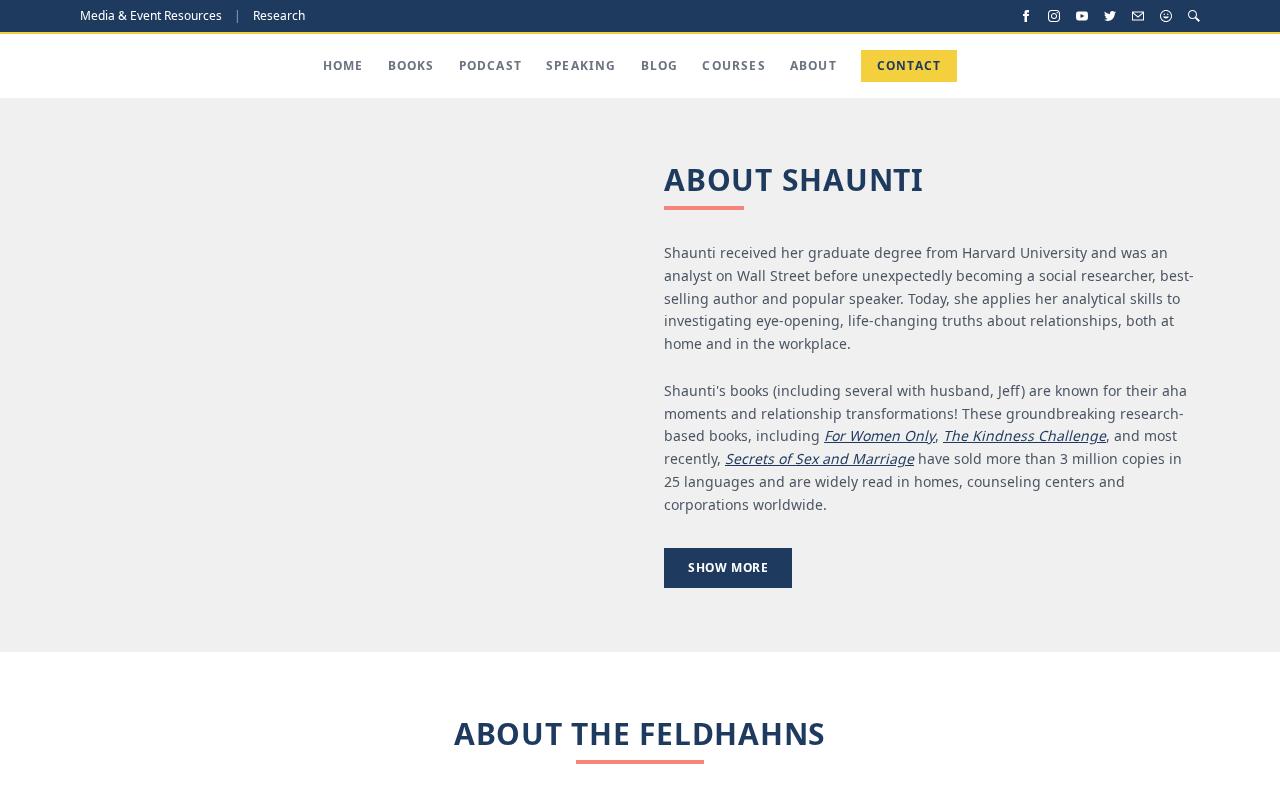 Media & Event Resources | Research
HOME BOOKS PODCAST SPEAKING BLOG COURSES ABOUT CONTACT
ABOUT SHAUNTI
Shaunti received her graduate degree from Harvard University and was an
analyst on Wall Street before unexpectedly becoming a social researcher, best-
selling author and popular speaker. Today, she applies her analytical skills to
investigating eye-opening, life-changing truths about relationships, both at
home and in the workplace.
Shaunti's books (including several with husband, Jeff) are known for their aha
moments and relationship transformations! These groundbreaking research-
based books, including For Women Only, The Kindness Challenge, and most
recently, Secrets of Sex and Marriage have sold more than 3 million copies in
25 languages and are widely read in homes, counseling centers and
corporations worldwide.
SHOW MORE
ABOUT THE FELDHAHNS